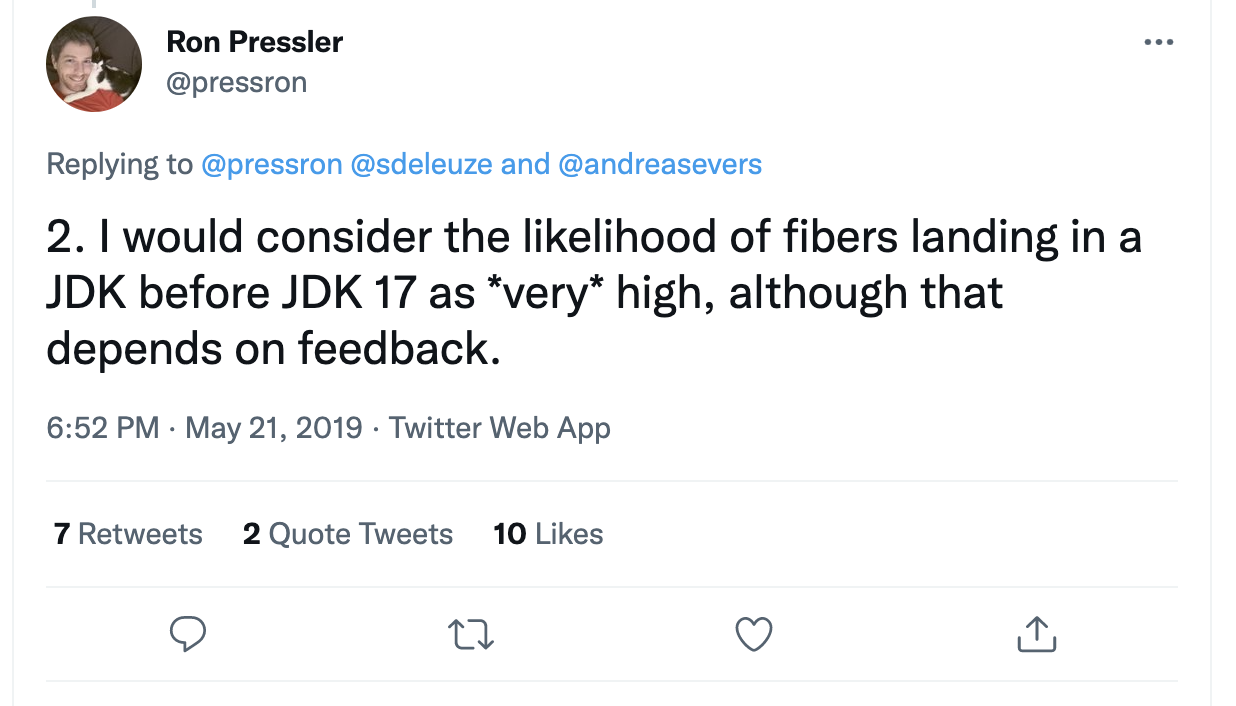 Ron Pressler
@pressron
Replying to @pressron @sdeleuze and @andreasevers
2. I would consider the likelihood of fibers landing in a
JDK before JDK 17 as *very* high, although that
depends on feedback.
6:52 PM · May 21, 2019 · Twitter Web App
7 Retweets 2 Quote Tweets 10 Likes